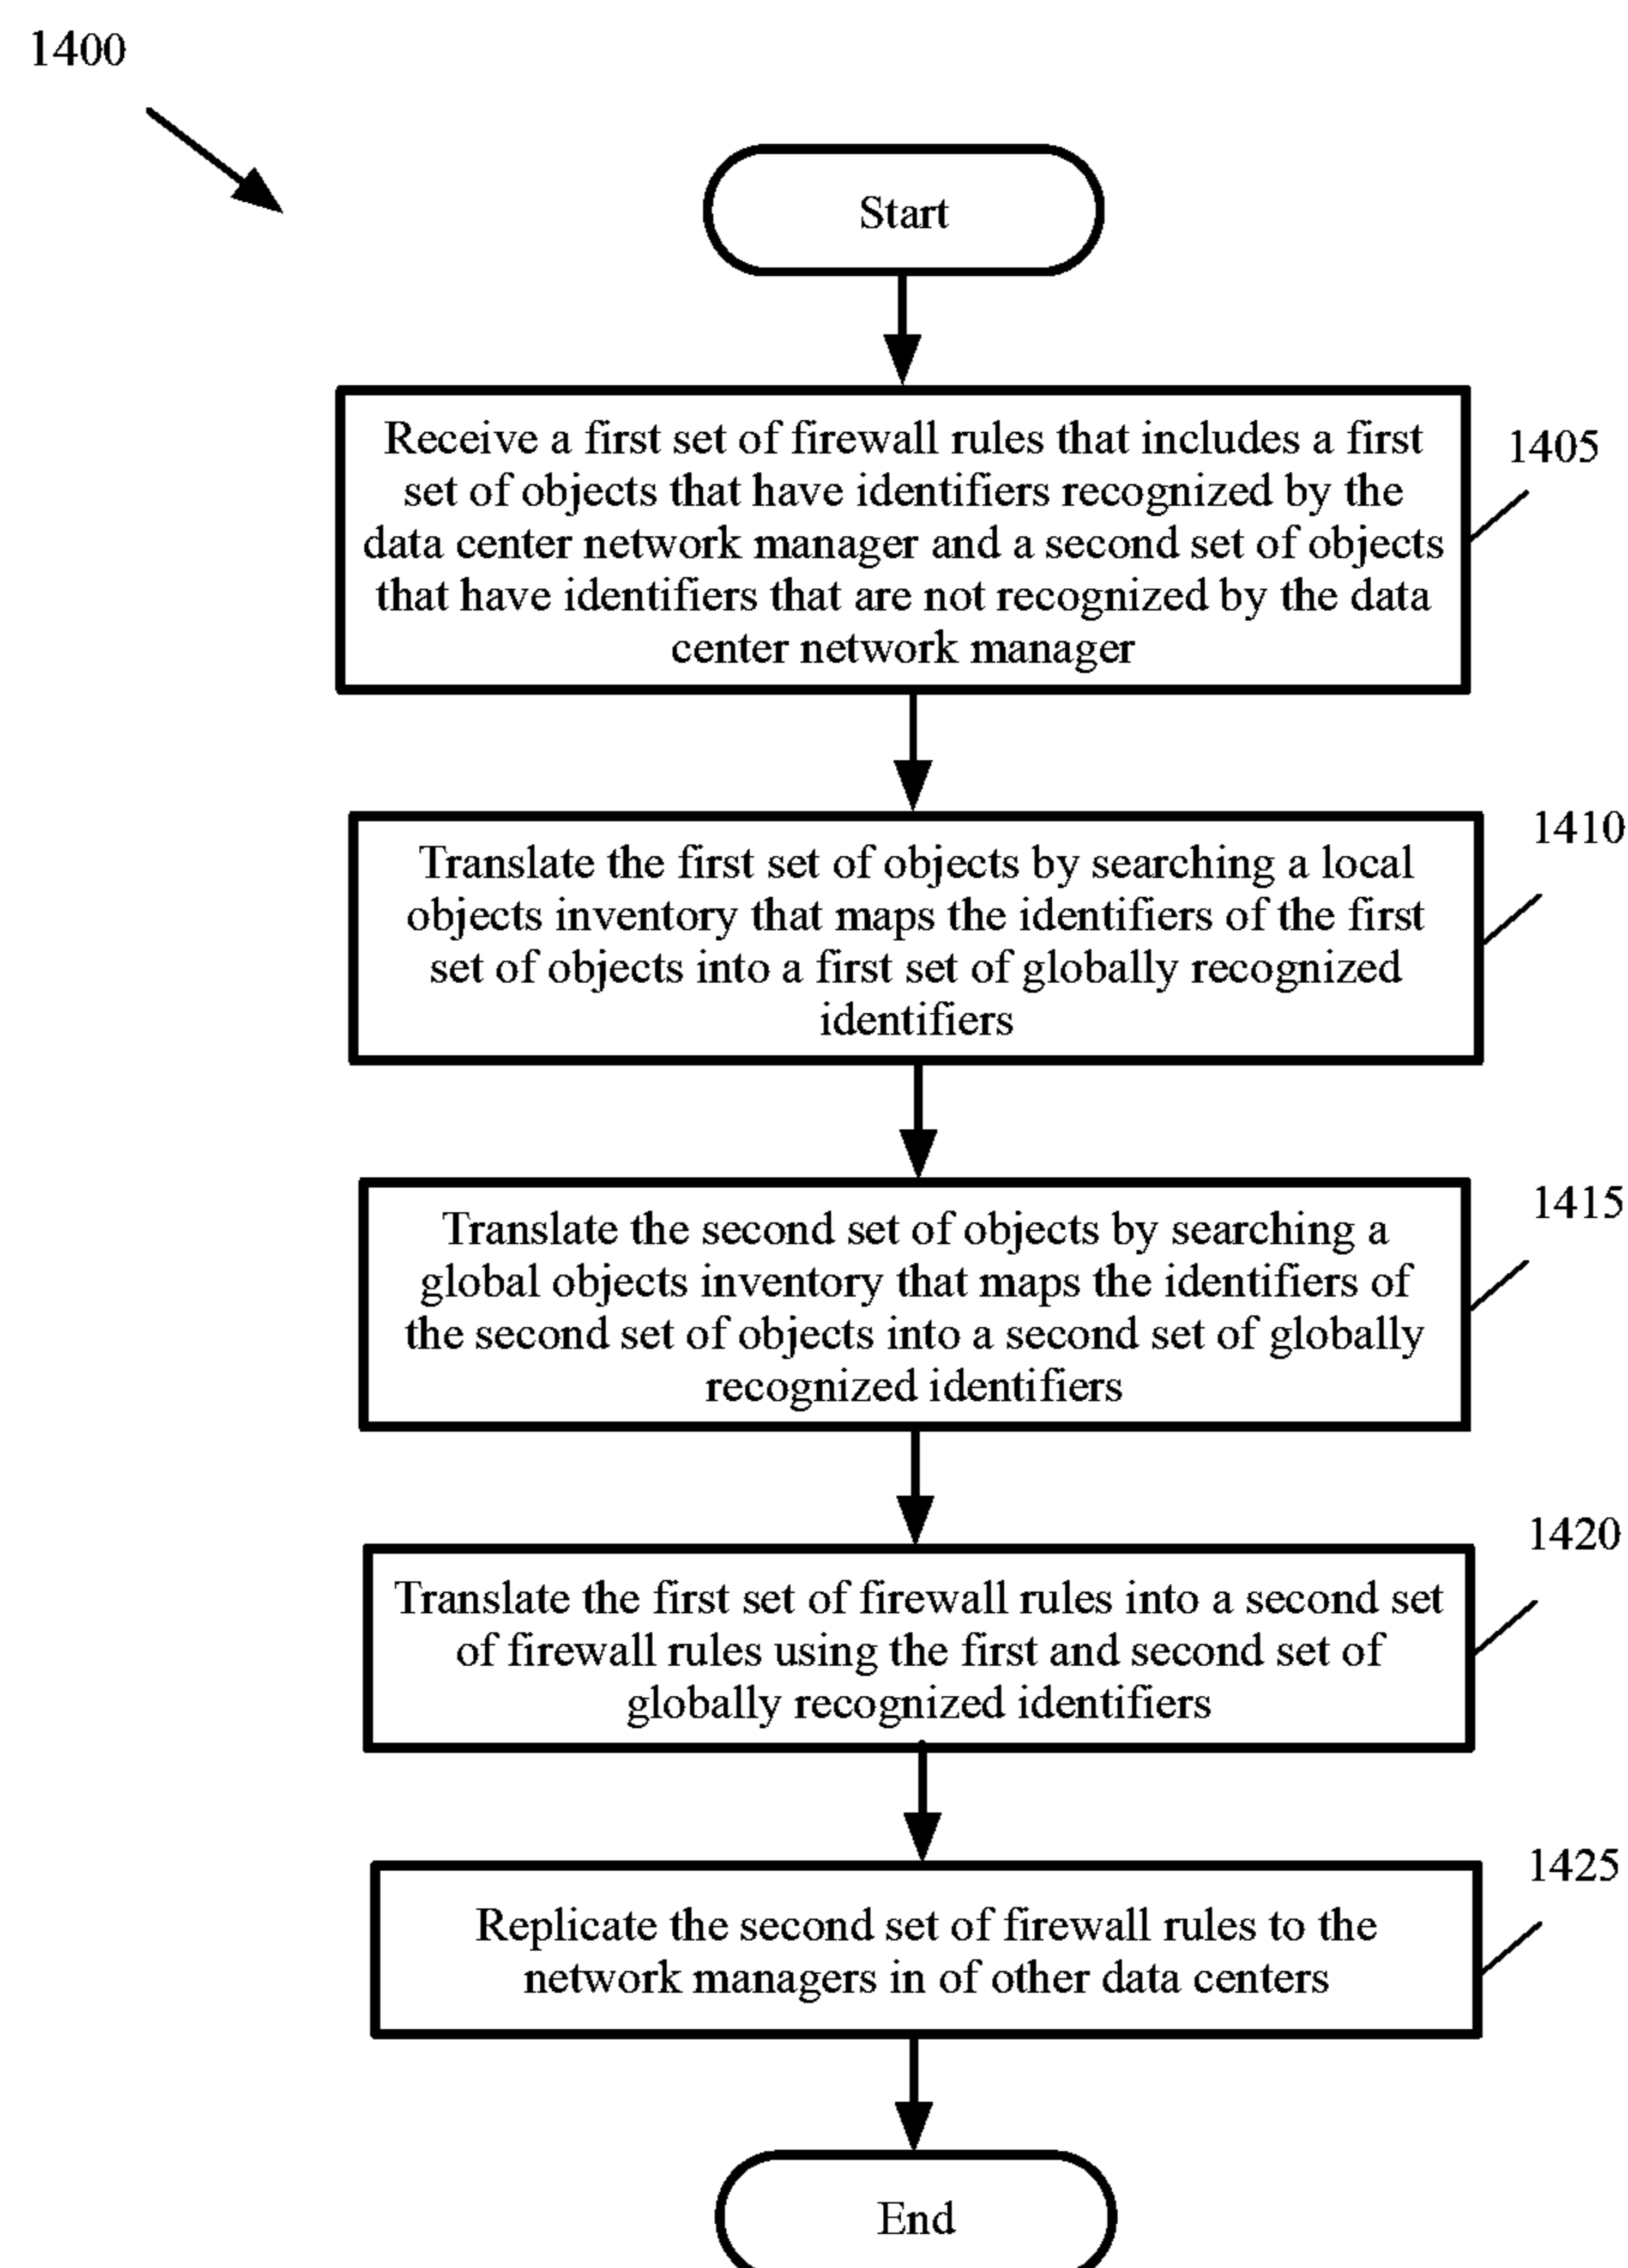 1400
Start
Receive a first set of firewall rules that includes a first
set of objects that have identifiers recognized by the
data center network manager and a second set of objects
that have identifiers that are not recognized by the data
center network manager
1405
Translate the first set of objects by searching a local
objects inventory that maps the identifiers of the first
set of objects into a first set of globally recognized
identifiers
1410
Translate the second set of objects by searching a
global objects inventory that maps the identifiers of
the second set of objects into a second set of globally
recognized identifiers
1415
Translate the first set of firewall rules into a second set
of firewall rules using the first and second set of
globally recognized identifiers
1420
Replicate the second set of firewall rules to the
network managers in of other data centers
1425
End